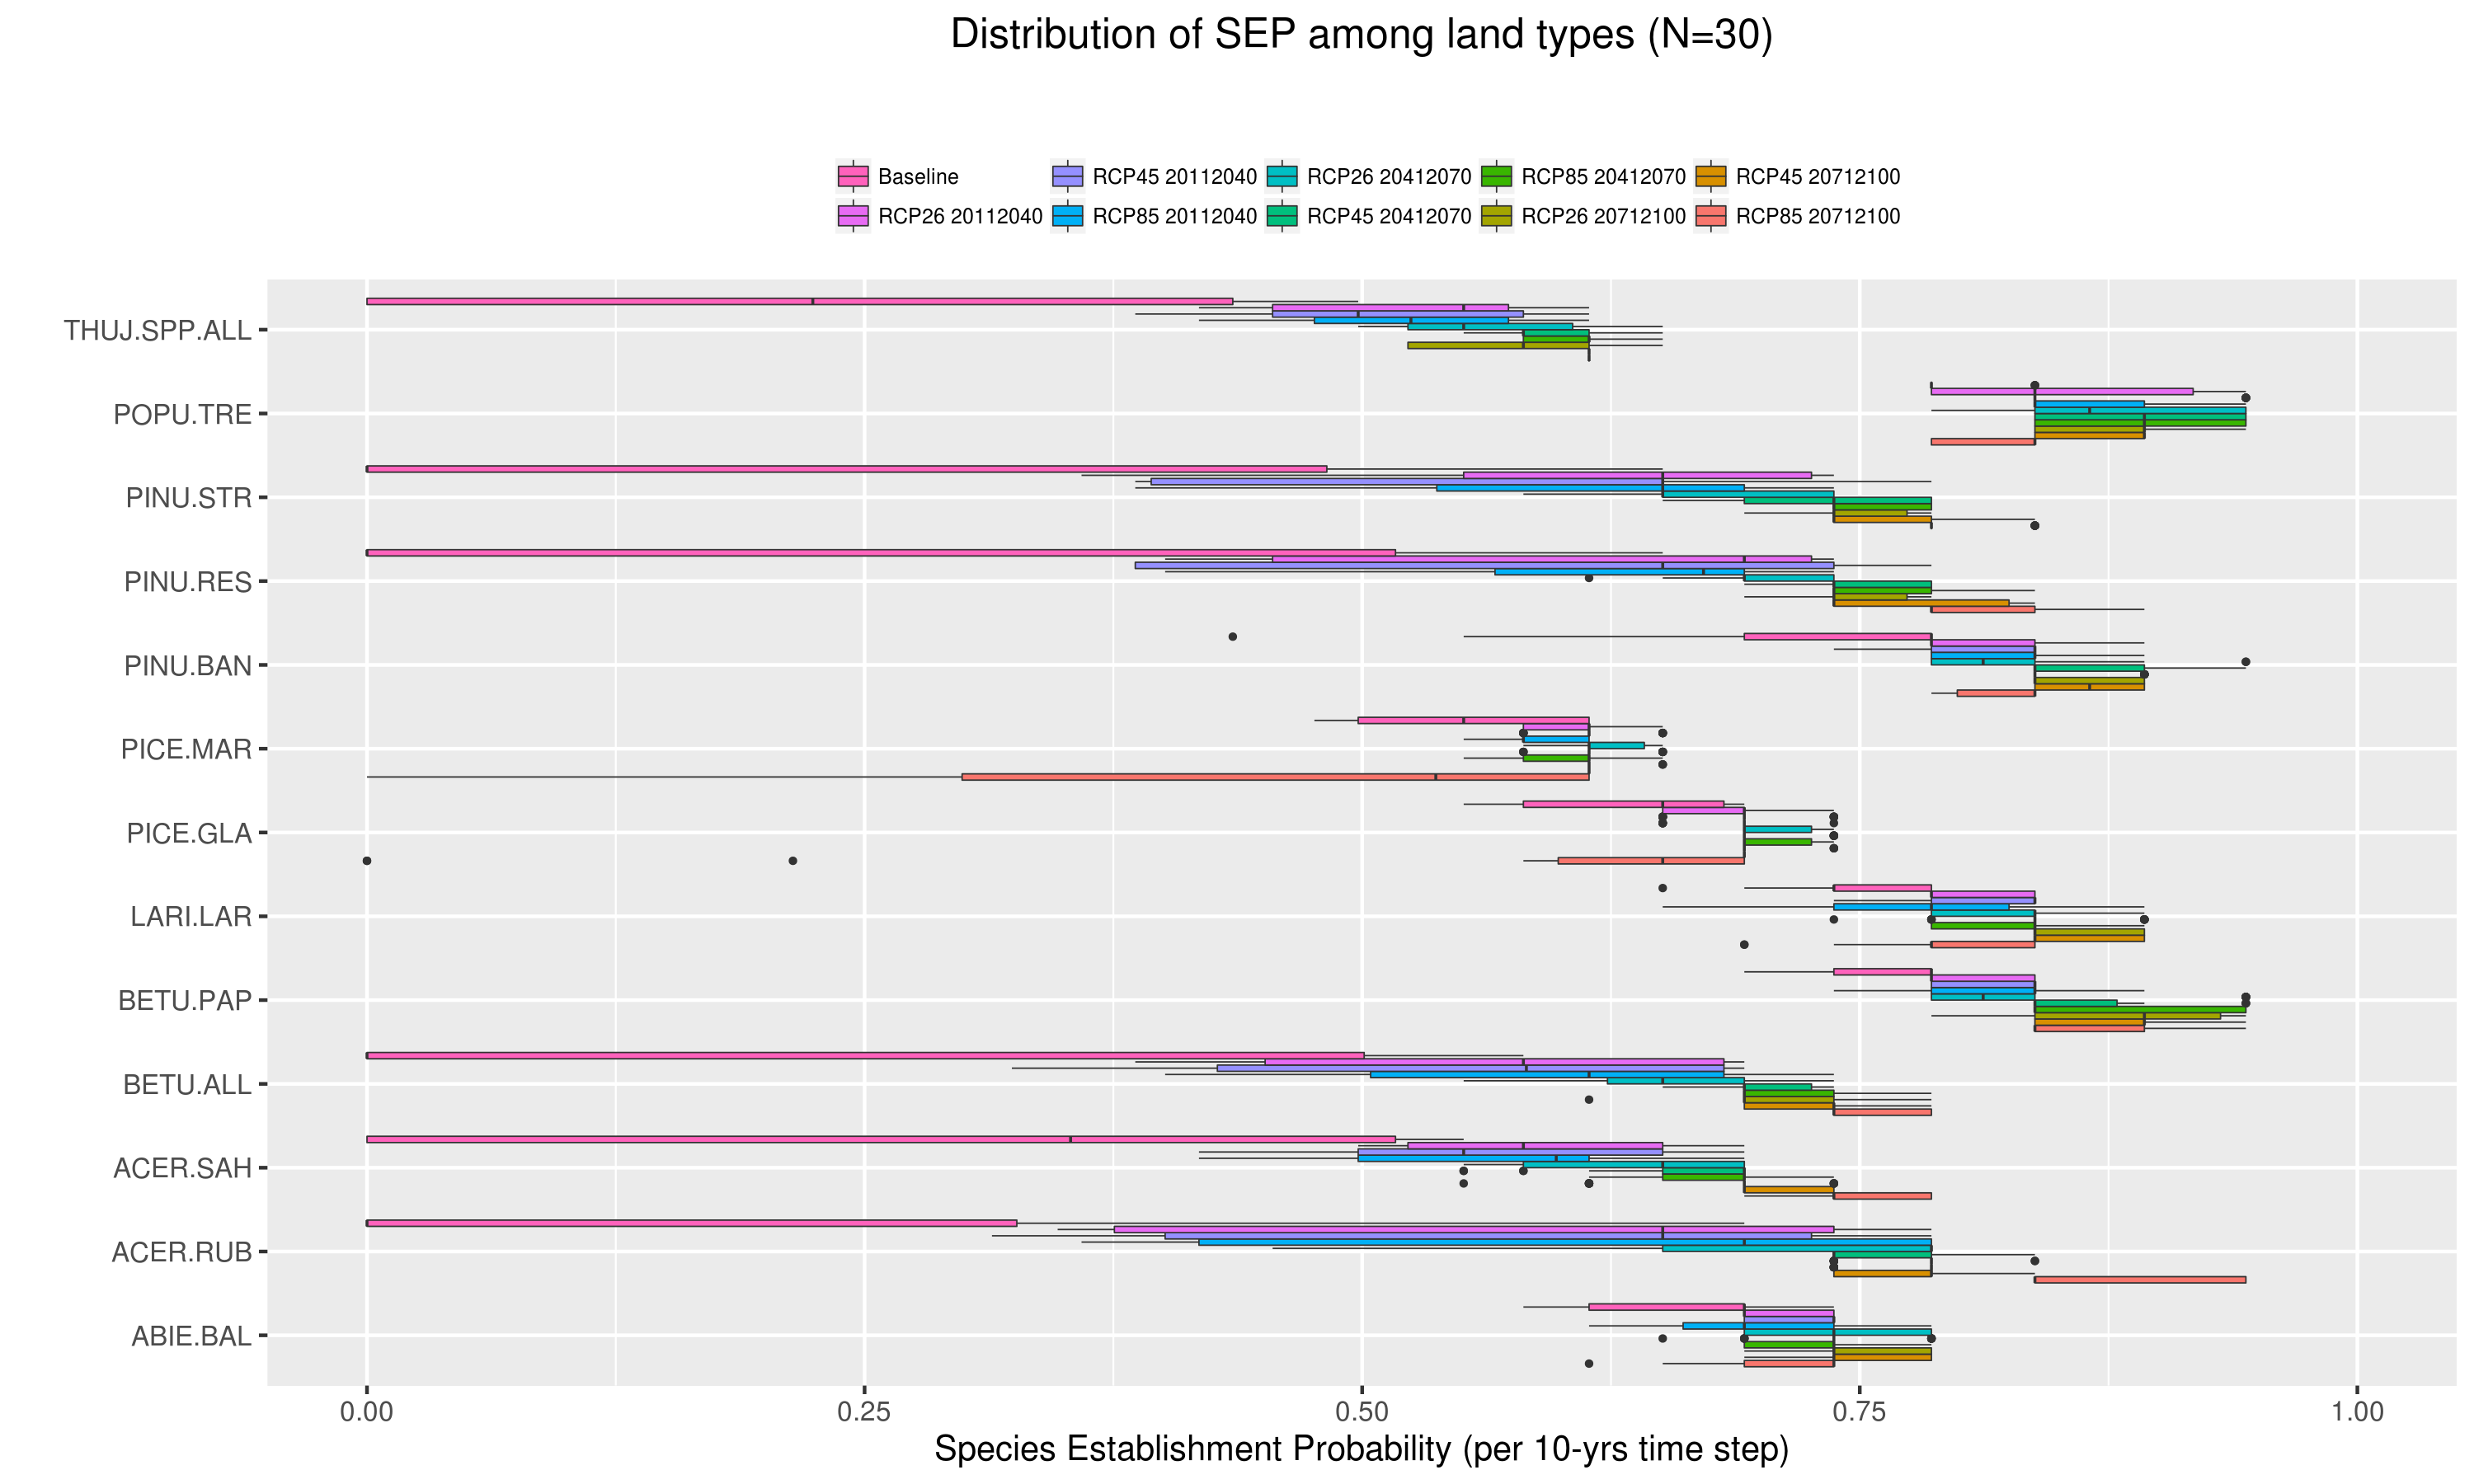 Distribution of SEP among land types (N=30)
Baseline RCP45 20112040 RCP26 20412070 RCP85 20412070 RCP45 20712100
RCP26 20112040 RCP85 20112040 RCP45 20412070 RCP26 20712100 RCP85 20712100
THUJ.SPP.ALL
POPU.TRE
PINU.STR
PINU.RES
PINU.BAN
PICE.MAR
PICE.GLA
LARI.LAR
BETU.PAP
BETU.ALL
ACER.SAH
ACER.RUB
ABIE.BAL
0.00 0.25 0.50 0.75 1.00
Species Establishment Probability (per 10-yrs time step)